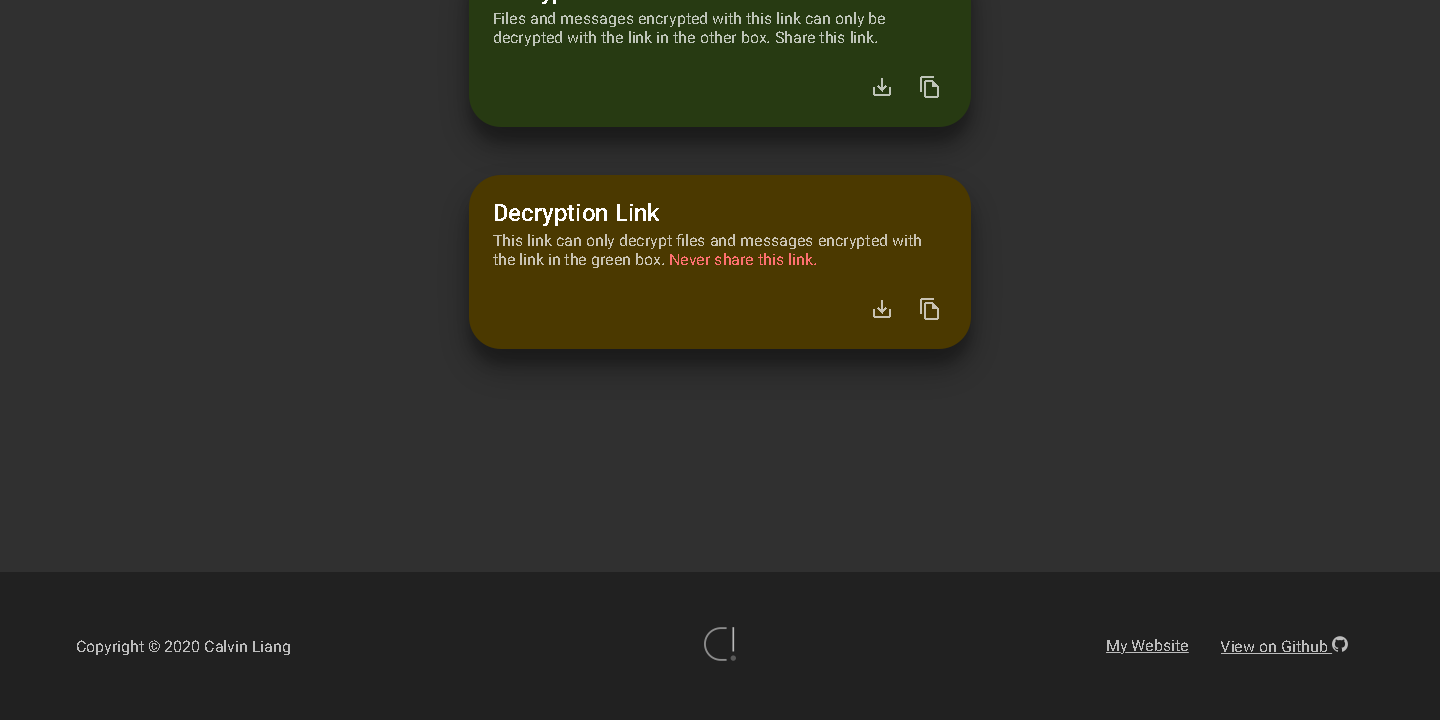 Files and messages encrypted with this link can only be
decrypted with the link in the other box. Share this link.
Decryption Link
This link can only decrypt files and messages encrypted with
the link in the green box. Never share this link.
Copyright © 2020 Calvin Liang
My Website
View on Github